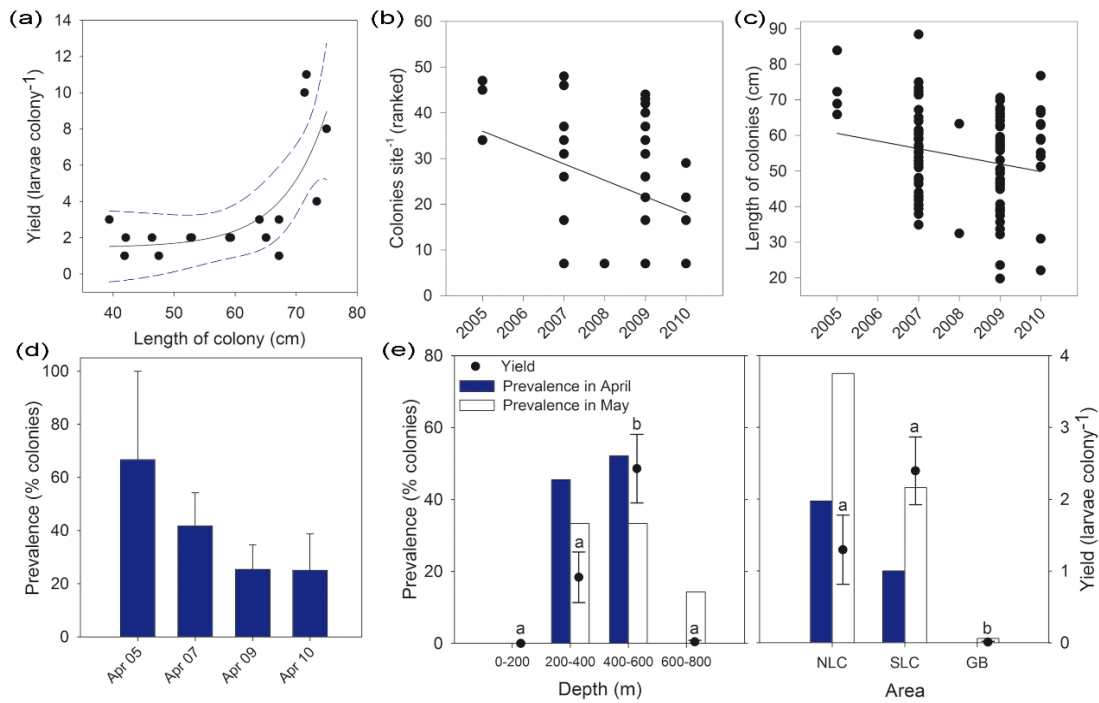 (a)
Yield (larvae colony-1)
14
12
10
8
6
4
2
0
40
50
60
70
80
Length of colony (cm)
(b)
Colonies site-1 (ranked)
60
50
40
30
20
10
0
2005
2006
2007
2008
2009
2010
(c)
Length of colonies (cm)
90
80
70
60
50
40
30
20
2005
2006
2007
2008
2009
2010
(d)
Prevalence (% colonies)
100
80
60
40
20
0
Apr 05
Apr 07
Apr 09
Apr 10
(e)
Prevalence (% colonies)
80
60
40
20
0
Yield
Prevalence in April
Prevalence in May
a
a
b
a
0-200
200-400
400-600
600-800
Depth (m)
a
a
b
NLC
SLC
GB
Area
4
3
2
1
0
Yield (larvae colony-1)